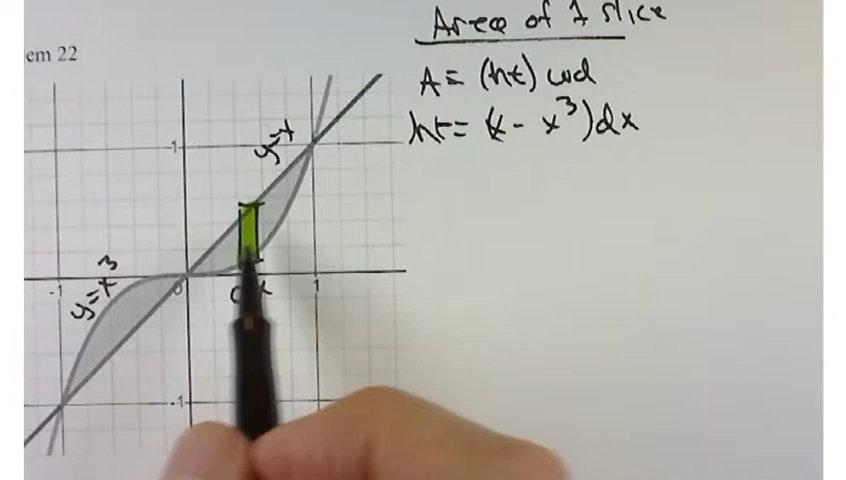 Area of 1 slice
em 22
A = (ht) wd
ht = (x - x³)dx
y=x
1
y=x³
-1
0
1
-1